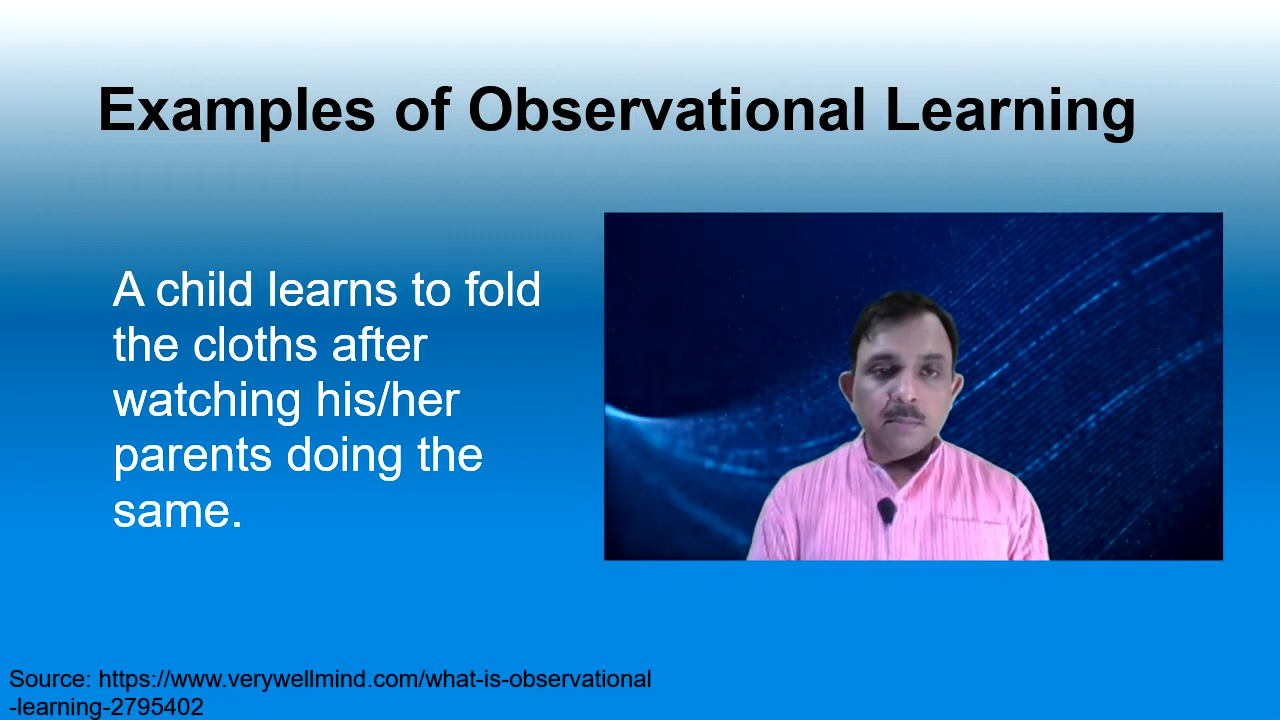 Examples of Observational Learning
A child learns to fold
the cloths after
watching his/her
parents doing the
same.
Source: https://www.verywellmind.com/what-is-observational
-learning-2795402